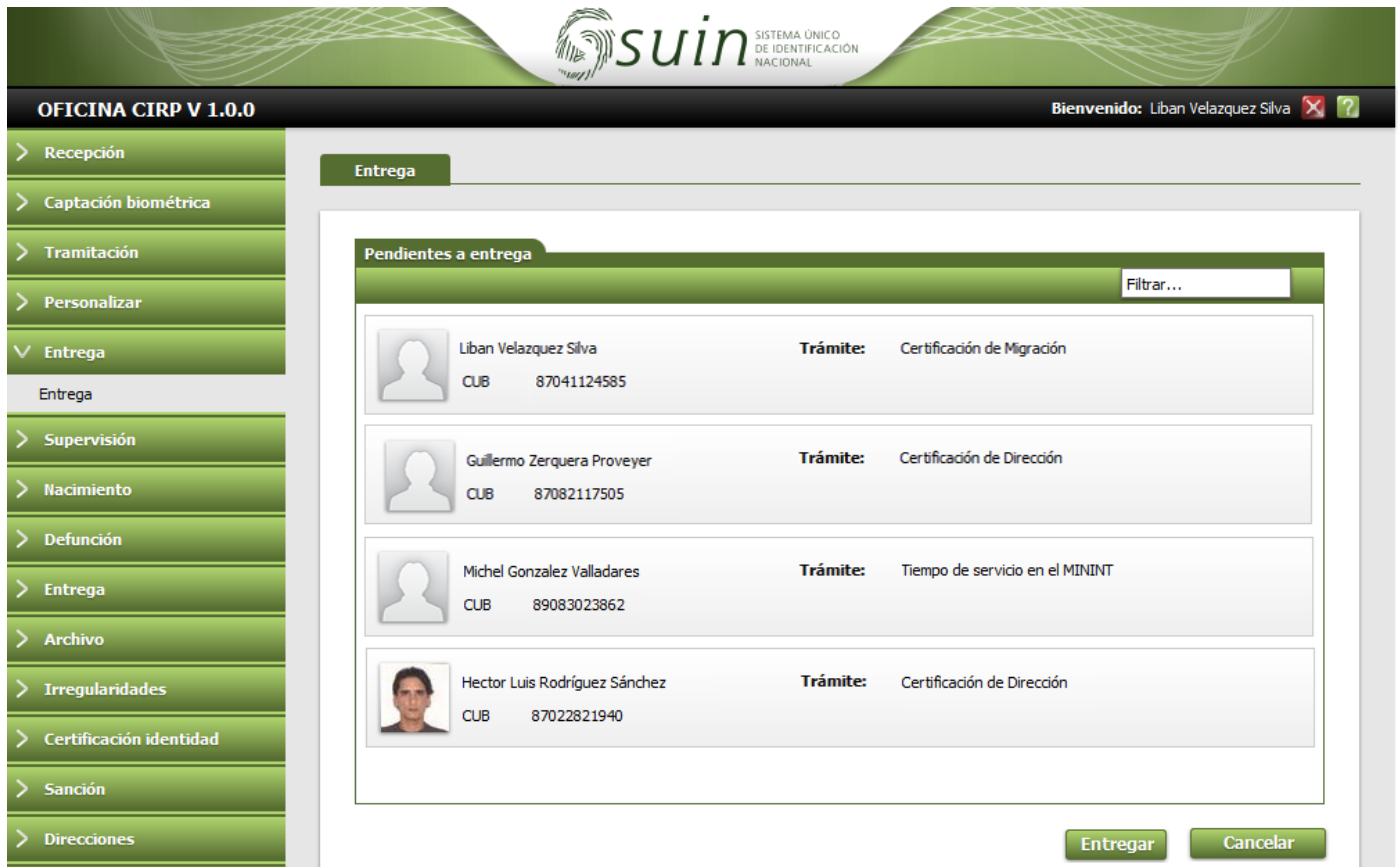 suin SISTEMA ÚNICO
DE IDENTIFICACIÓN
NACIONAL
OFICINA CIRP V 1.0.0
Bienvenido: Liban Velazquez Silva
Recepción
Captación biométrica
Tramitación
Personalizar
Entrega
Entrega
Supervisión
Nacimiento
Defunción
Entrega
Archivo
Irregularidades
Certificación identidad
Sanción
Direcciones
Entrega
Pendientes a entrega
Filtrar...
Liban Velazquez Silva Trámite: Certificación de Migración
CUB 87041124585
Guillermo Zerquera Proveyer Trámite: Certificación de Dirección
CUB 87082117505
Michel Gonzalez Valladares Trámite: Tiempo de servicio en el MININT
CUB 89083023862
Hector Luis Rodríguez Sánchez Trámite: Certificación de Dirección
CUB 87022821940
Entregar Cancelar